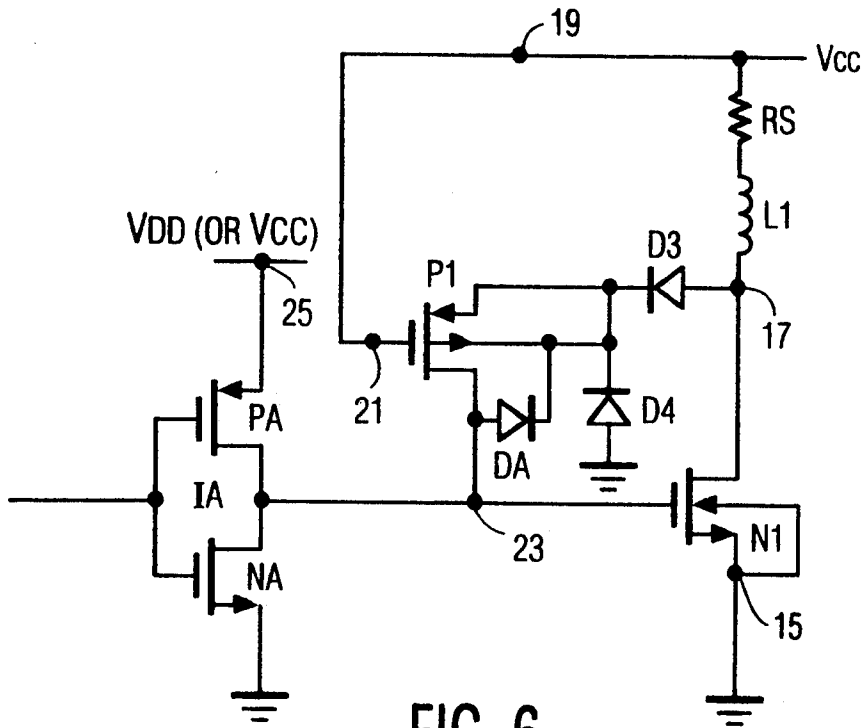 19
VCC
RS
L1
VDD (OR VCC)
25
P1
D3
17
21
PA
DA
D4
IA
23
N1
NA
15
FIG. 6